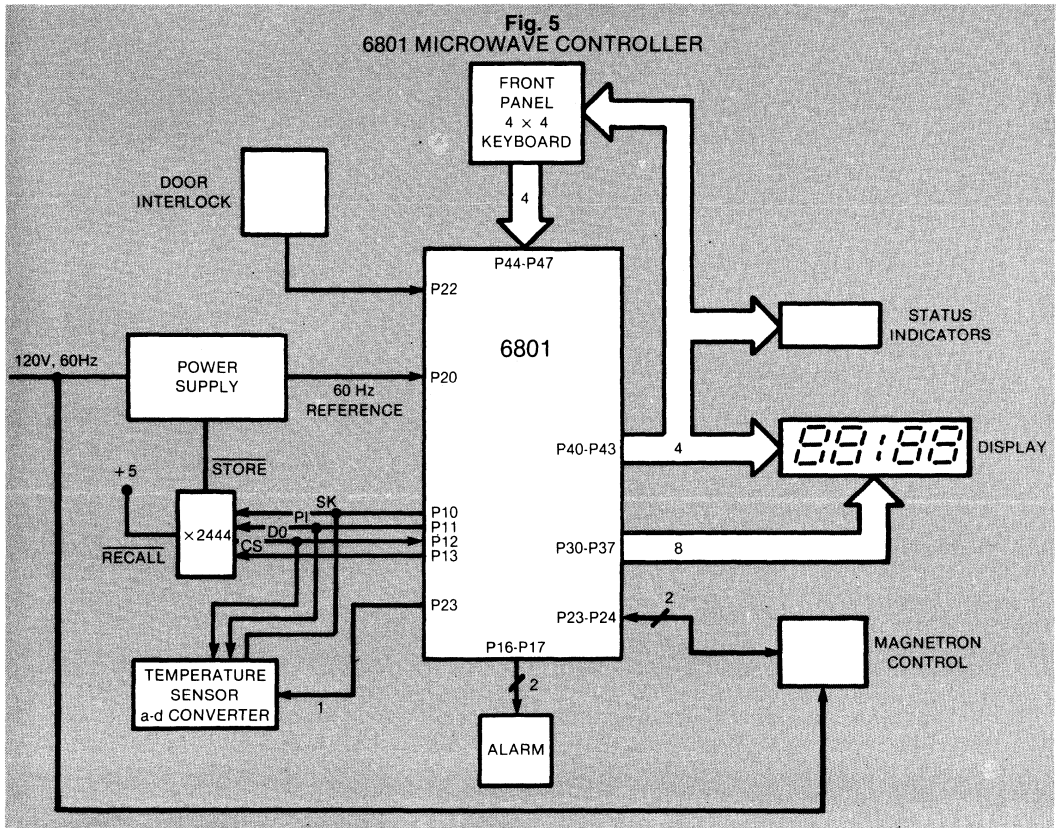 Fig. 5
6801 MICROWAVE CONTROLLER
FRONT
PANEL
4 × 4
KEYBOARD
DOOR
INTERLOCK
4
P44-P47
P22
6801
STATUS
INDICATORS
120V, 60Hz
POWER
SUPPLY
P20
60 Hz
REFERENCE
P40-P43
4
88:88
DISPLAY
STORE
+5
SK
P10
PI
P11
D0
P12
×2444
CS
P13
RECALL
P30-P37
8
P23
P23-P24
2
MAGNETRON
CONTROL
P16-P17
TEMPERATURE
SENSOR
a-d CONVERTER
1
2
ALARM